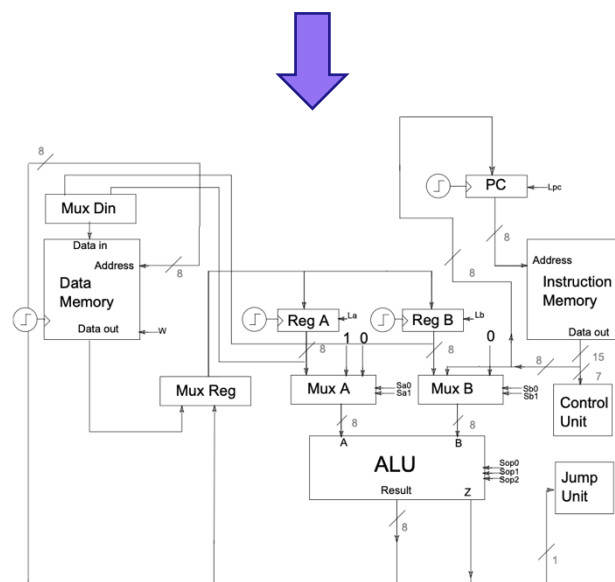 8
Mux Din
Data in
Address
Data
Memory
Data out
W
8
Mux Reg
PC
Lpc
8
8
Address
Instruction
Memory
Data out
15
8
7
Control
Unit
Jump
Unit
1
Reg A
La
Reg B
Lb
8
1 0
8
0
Mux A
Sa0
Sa1
Mux B
Sb0
Sb1
8
8
A
B
ALU
Sop0
Sop1
Sop2
Result
Z
8